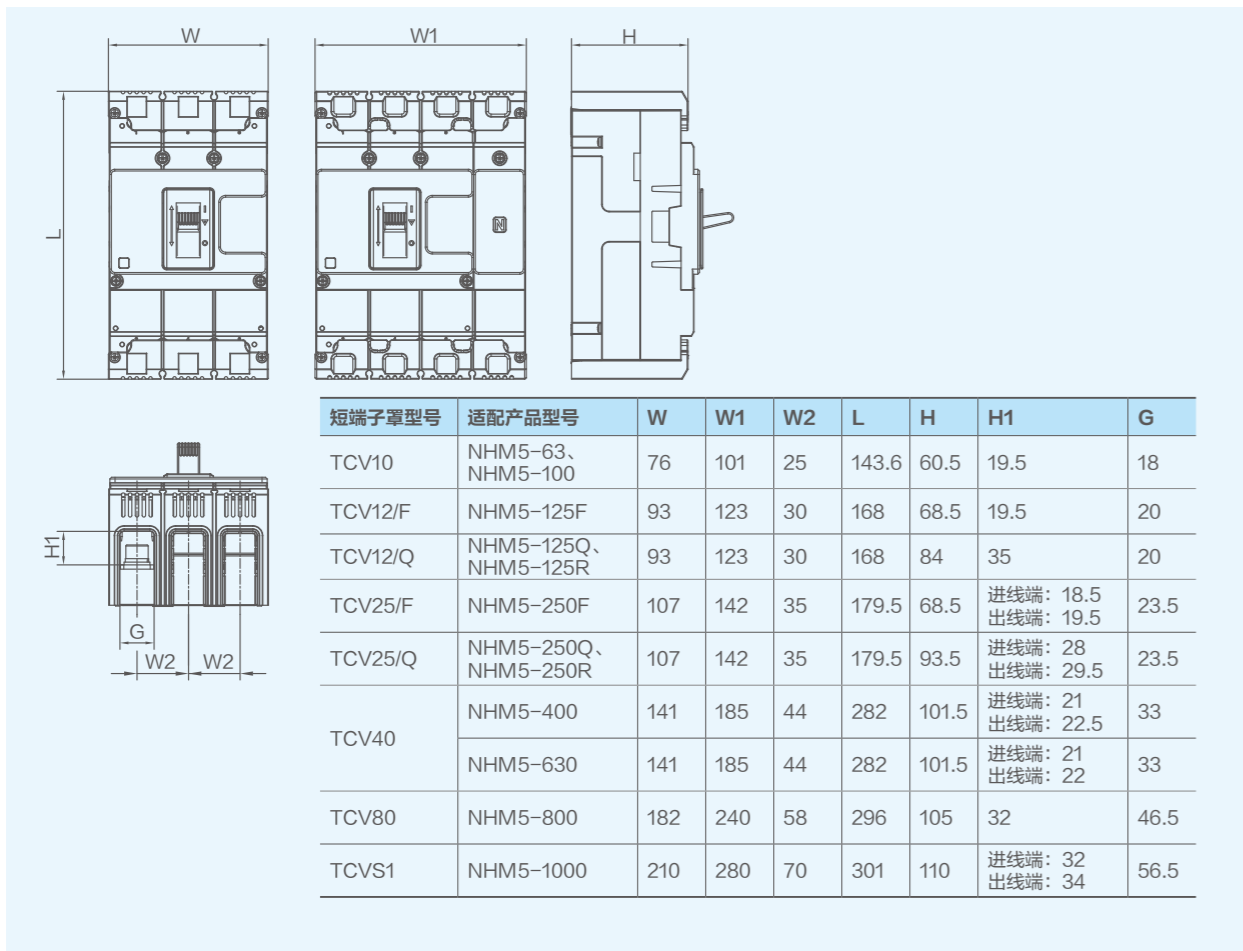 W
W1
H
L
N
H1
G
W2 W2
短端子罩型号 适配产品型号 W W1 W2 L H H1 G
TCV10 NHM5-63、
NHM5-100 76 101 25 143.6 60.5 19.5 18
TCV12/F NHM5-125F 93 123 30 168 68.5 19.5 20
TCV12/Q NHM5-125Q、
NHM5-125R 93 123 30 168 84 35 20
TCV25/F NHM5-250F 107 142 35 179.5 68.5 进线端：18.5
出线端：19.5 23.5
TCV25/Q NHM5-250Q、
NHM5-250R 107 142 35 179.5 93.5 进线端：28
出线端：29.5 23.5
TCV40 NHM5-400 141 185 44 282 101.5 进线端：21
出线端：22.5 33
NHM5-630 141 185 44 282 101.5 进线端：21
出线端：22 33
TCV80 NHM5-800 182 240 58 296 105 32 46.5
TCVS1 NHM5-1000 210 280 70 301 110 进线端：32
出线端：34 56.5